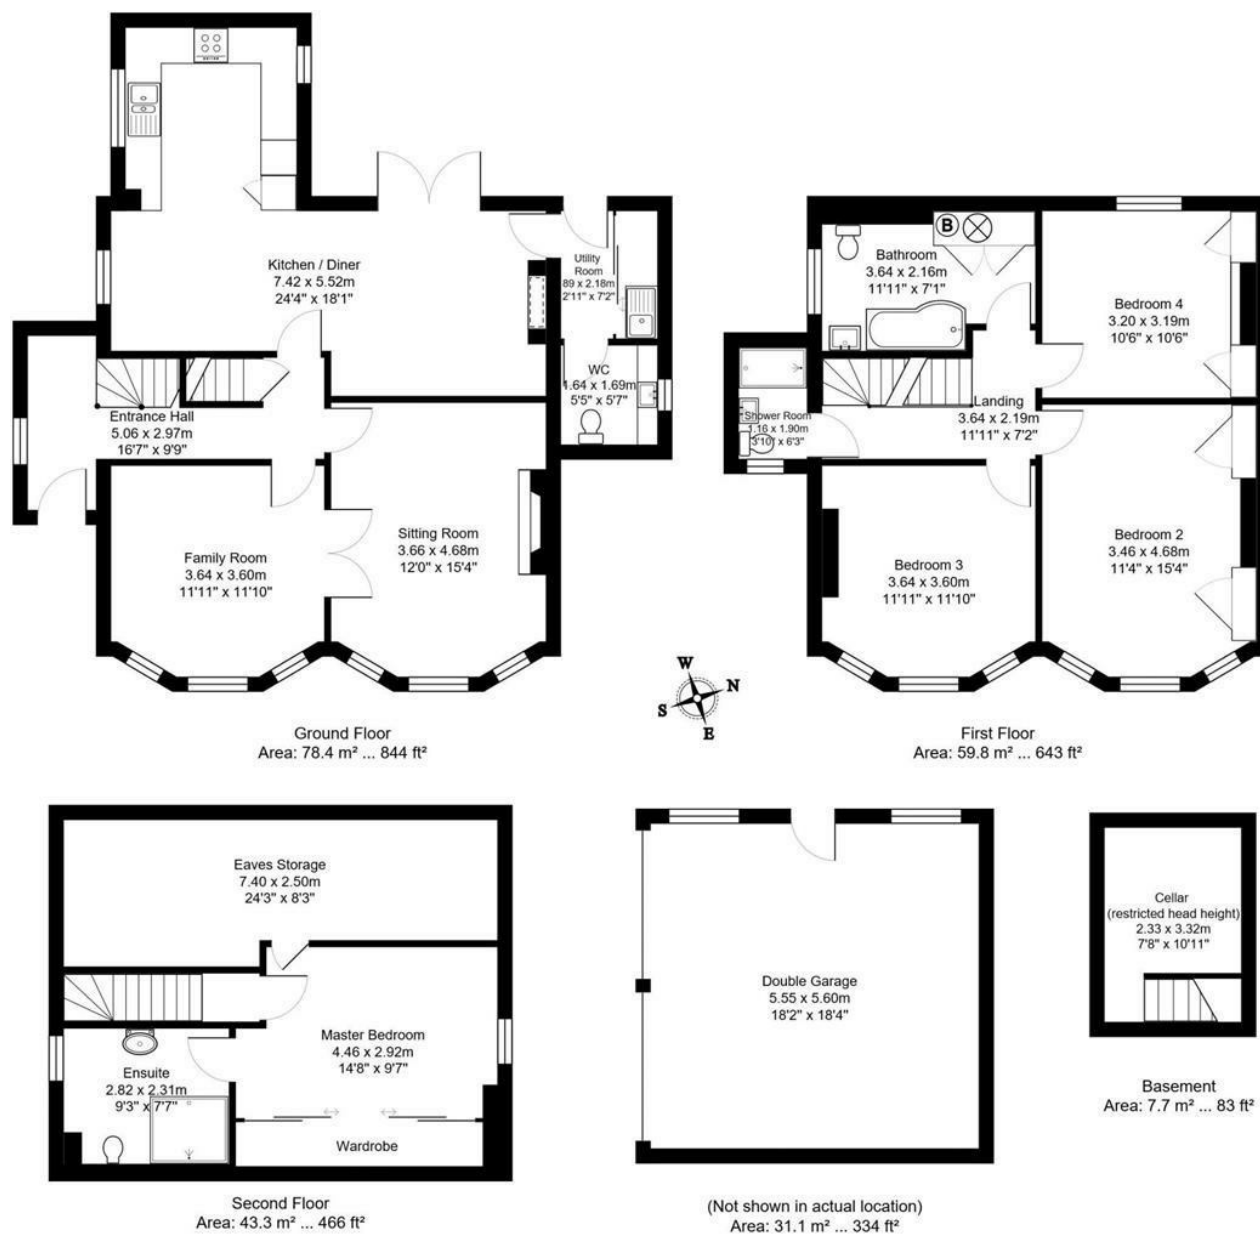 Kitchen / Diner
7.42 x 5.52m
24'4" x 18'1"
Utility
Room
89 x 2.18m
2'11" x 7'2"
WC
1.64 x 1.69m
5'5" x 5'7"
Entrance Hall
5.06 x 2.97m
16'7" x 9'9"
Family Room
3.64 x 3.60m
11'11" x 11'10"
Sitting Room
3.66 x 4.68m
12'0" x 15'4"
Ground Floor
Area: 78.4 m² ... 844 ft²
W
N
S
E
B
Bathroom
3.64 x 2.16m
11'11" x 7'1"
Bedroom 4
3.20 x 3.19m
10'6" x 10'6"
Shower Room
1.16 x 1.90m
3'10" x 6'3"
Landing
3.64 x 2.19m
11'11" x 7'2"
Bedroom 3
3.64 x 3.60m
11'11" x 11'10"
Bedroom 2
3.46 x 4.68m
11'4" x 15'4"
First Floor
Area: 59.8 m² ... 643 ft²
Eaves Storage
7.40 x 2.50m
24'3" x 8'3"
Master Bedroom
4.46 x 2.92m
14'8" x 9'7"
Ensuite
2.82 x 2.31m
9'3" x 7'7"
Wardrobe
Second Floor
Area: 43.3 m² ... 466 ft²
Double Garage
5.55 x 5.60m
18'2" x 18'4"
(Not shown in actual location)
Area: 31.1 m² ... 334 ft²
Cellar
(restricted head height)
2.33 x 3.32m
7'8" x 10'11"
Basement
Area: 7.7 m² ... 83 ft²